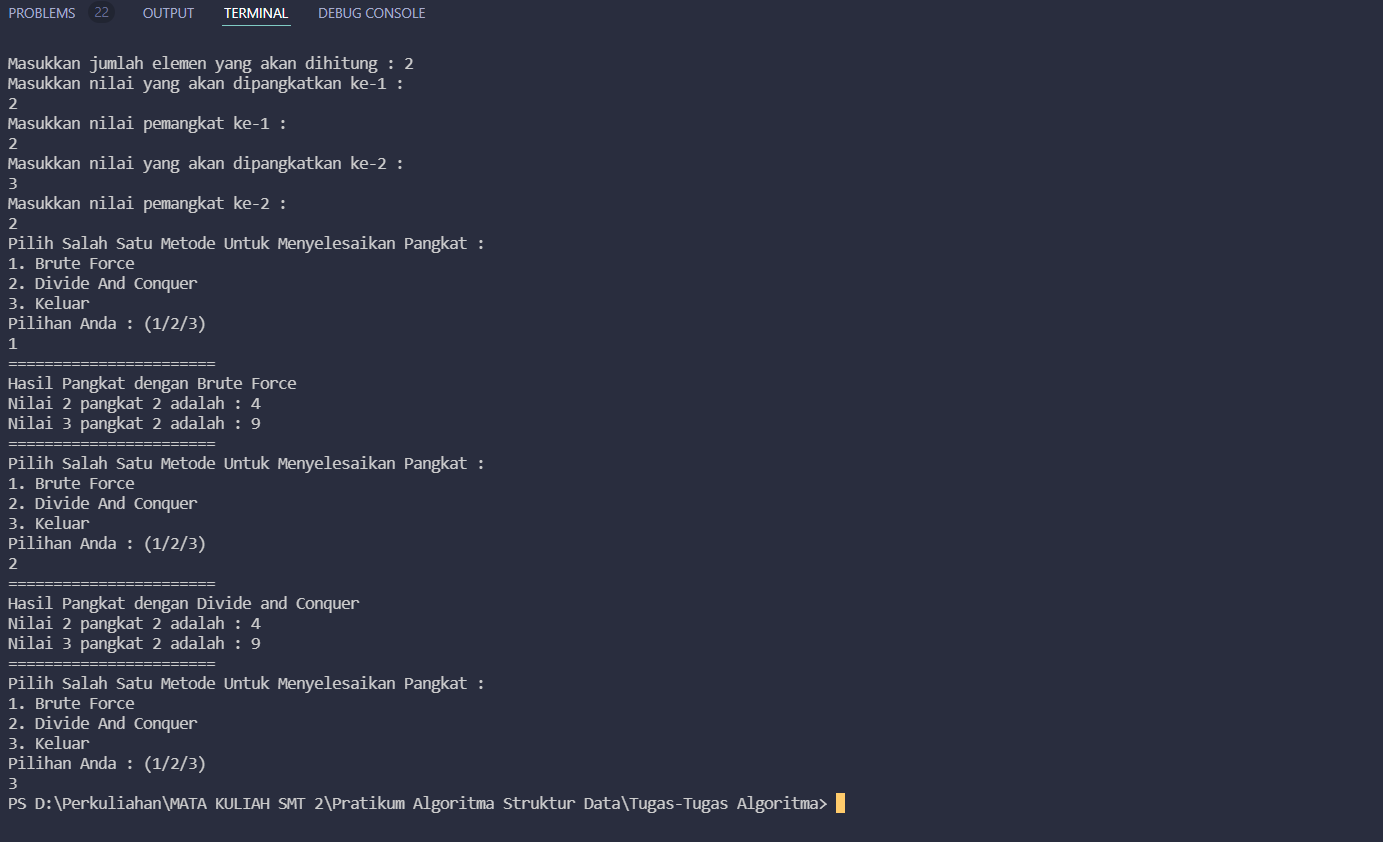 PROBLEMS 22 OUTPUT TERMINAL DEBUG CONSOLE
Masukkan jumlah elemen yang akan dihitung : 2
Masukkan nilai yang akan dipangkatkan ke-1 :
2
Masukkan nilai pemangkat ke-1 :
2
Masukkan nilai yang akan dipangkatkan ke-2 :
3
Masukkan nilai pemangkat ke-2 :
2
Pilih Salah Satu Metode Untuk Menyelesaikan Pangkat :
1. Brute Force
2. Divide And Conquer
3. Keluar
Pilihan Anda : (1/2/3)
1
=======================
Hasil Pangkat dengan Brute Force
Nilai 2 pangkat 2 adalah : 4
Nilai 3 pangkat 2 adalah : 9
=======================
Pilih Salah Satu Metode Untuk Menyelesaikan Pangkat :
1. Brute Force
2. Divide And Conquer
3. Keluar
Pilihan Anda : (1/2/3)
2
=======================
Hasil Pangkat dengan Divide and Conquer
Nilai 2 pangkat 2 adalah : 4
Nilai 3 pangkat 2 adalah : 9
=======================
Pilih Salah Satu Metode Untuk Menyelesaikan Pangkat :
1. Brute Force
2. Divide And Conquer
3. Keluar
Pilihan Anda : (1/2/3)
3
PS D:\Perkuliahan\MATA KULIAH SMT 2\Pratikum Algoritma Struktur Data\Tugas-Tugas Algoritma>